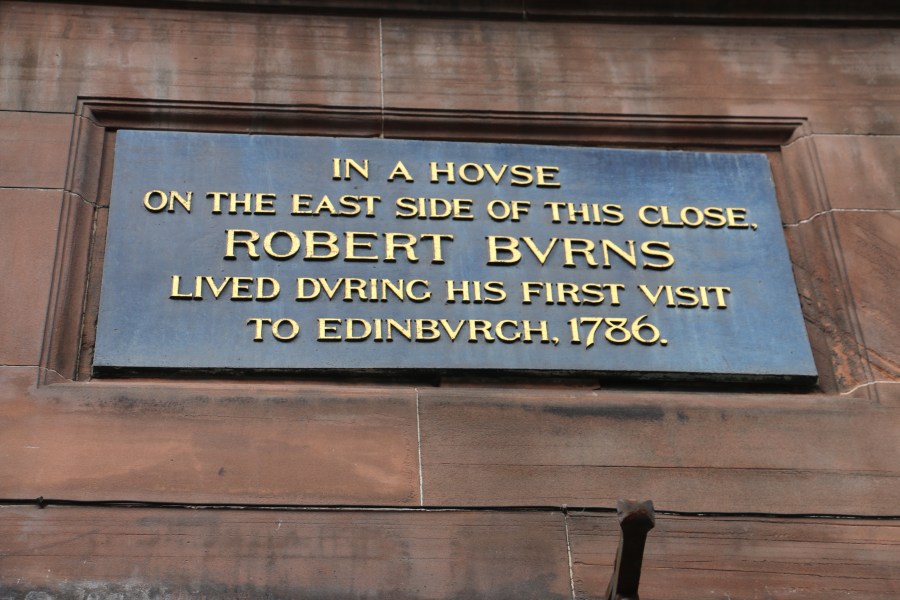 IN A HOVSE
ON THE EAST SIDE OF THIS CLOSE,
ROBERT BVRNS
LIVED DVRING HIS FIRST VISIT
TO EDINBVRGH, 1786.